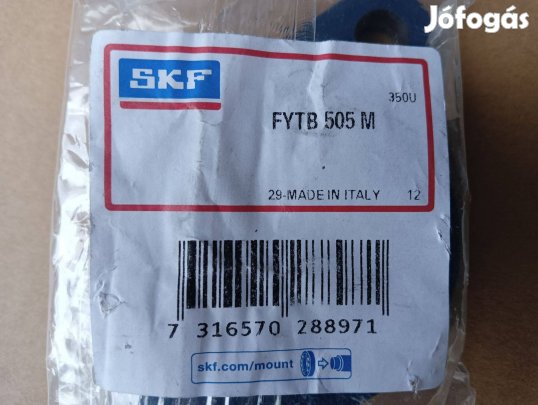 Jófogás
SKF
350U
FYTB 505 M
29-MADE IN ITALY 12
7 316570 288971
skf.com/mount